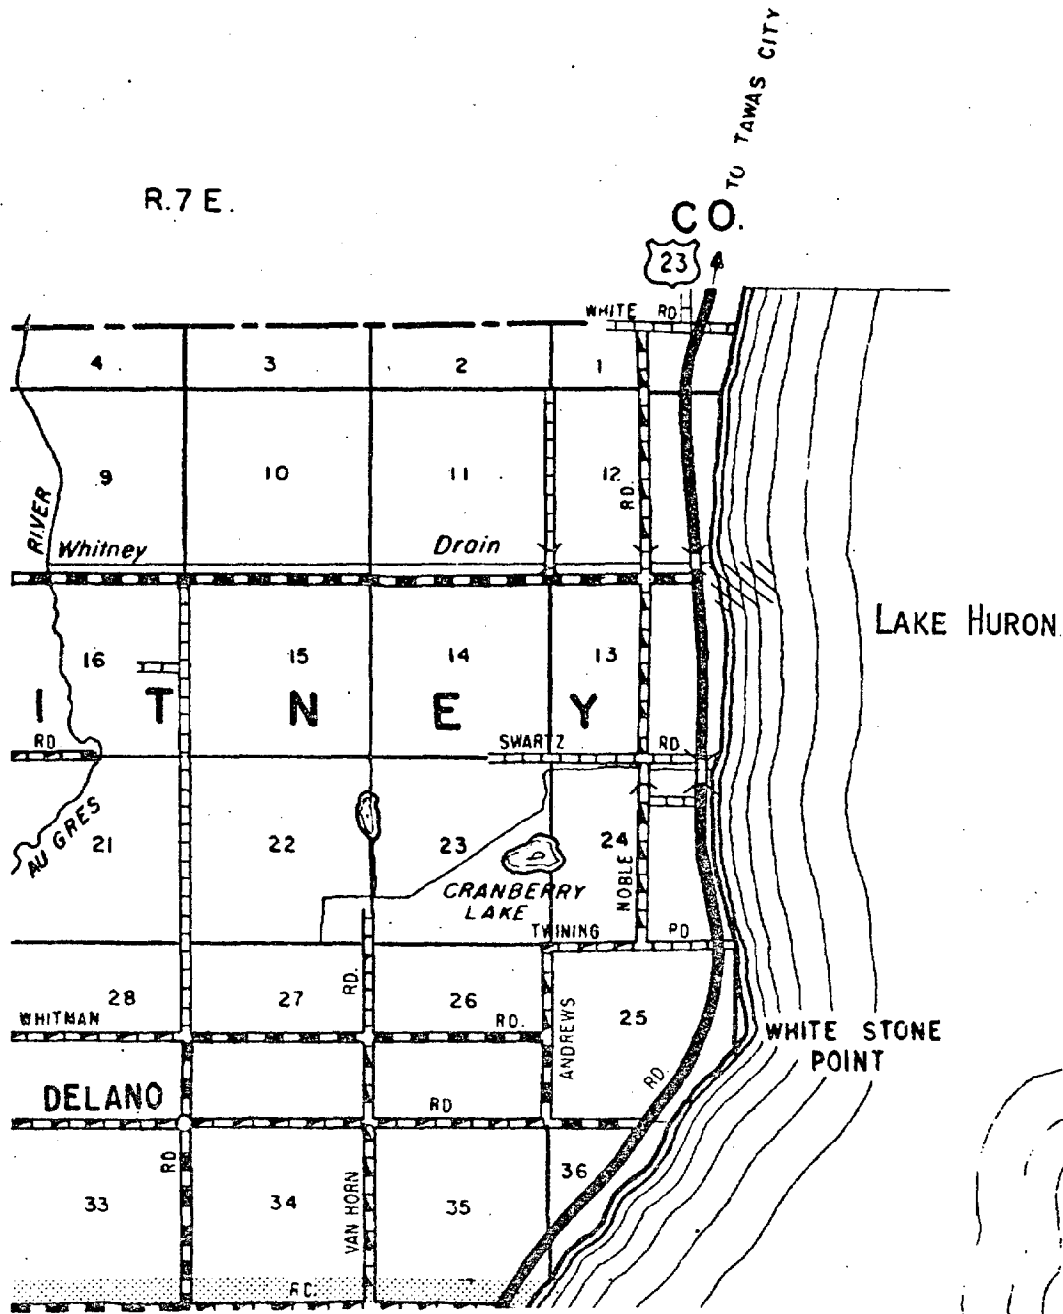 TO TAWAS CITY
R.7 E.
CO.
23
WHITE RD
4 3 2 1
9 10 11 12
RD.
RIVER
Whitney Drain
LAKE HURON
16 15 14 13
I T N E Y
RD
SWARTZ RD
AU GRES
21 22 23 24
NOBLE
CRANBERRY
LAKE
TWINING RD
28 27 RD. 26 25
WHITMAN RD.
ANDREWS
WHITE STONE
POINT
RD.
DELANO RD
RD
33 34 35 36
VAN HORN
RD.